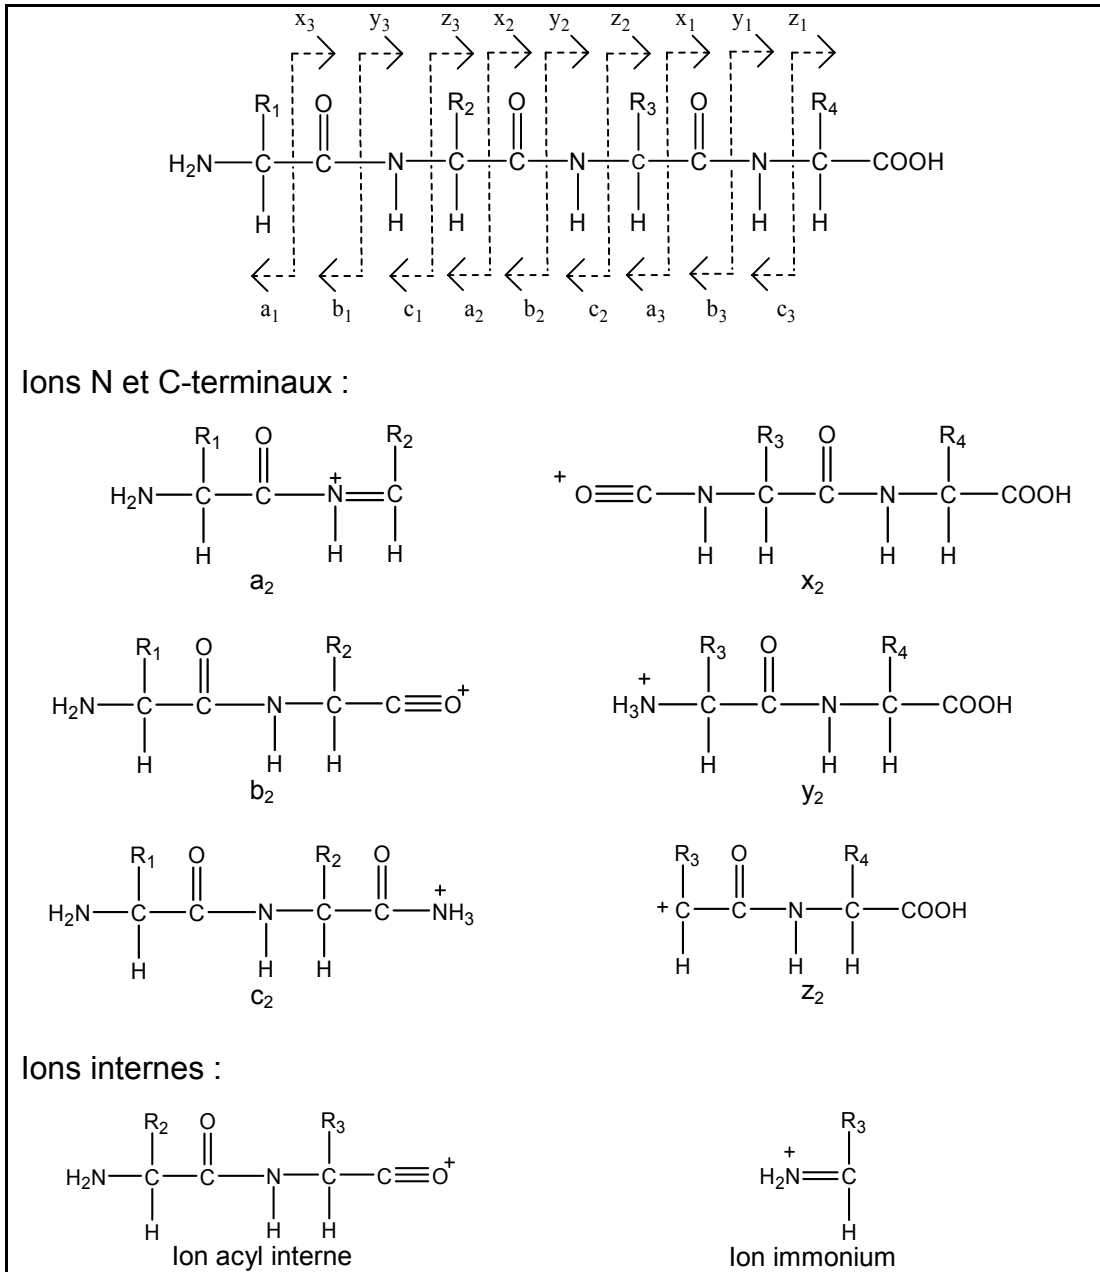 x₃ y₃ z₃ x₂ y₂ z₂ x₁ y₁ z₁
R₁ O R₂ O R₃ O R₄
H₂N C C N C C N C C N C COOH
H H H H H H H
a₁ b₁ c₁ a₂ b₂ c₂ a₃ b₃ c₃
Ions N et C-terminaux :
R₁ O R₂ R₃ O R₄
H₂N C C N + C + O C N C C N C COOH
H H H H H H H
a₂ x₂
R₁ O R₂ R₃ O R₄
H₂N C C N C C O + + H₃N C C N C COOH
H H H H H H
b₂ y₂
R₁ O R₂ O R₃ O R₄
H₂N C C N C C + NH₃ + C C N C COOH
H H H H H H
c₂ z₂
Ions internes :
R₂ O R₃ R₃
H₂N C C N C C O + + H₂N C
H H H H
Ion acyl interne Ion immonium